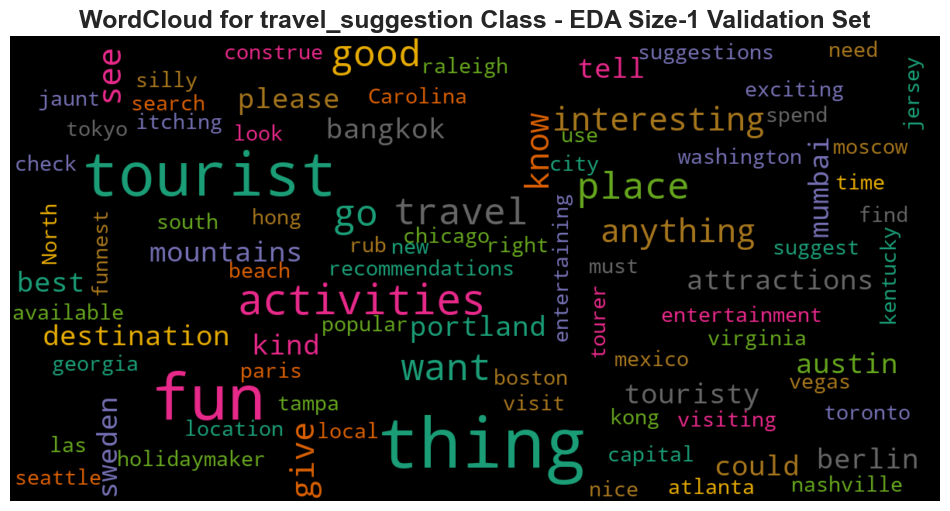 WordCloud for travel_suggestion Class - EDA Size-1 Validation Set
see
construe
good
raleigh
suggestions
need
tell
silly
jaunt
search
please
Carolina
exciting
jersey
tokyo
itching
look
bangkok
know
interesting
spend
use
moscow
check
tourist
city
washington
mumbai
time
place
North
funnest
south
hong
go
travel
chicago
right
entertaining
anything
find
mountains
rub
new
suggest
kentucky
best
beach
recommendations
must
attractions
available
activities
popular
portland
tourer
entertainment
destination
kind
virginia
georgia
paris
want
boston
mexico
austin
vegas
fun
tampa
visit
touristy
toronto
sweden
location
give
local
thing
kong
visiting
las
holidaymaker
capital
could
berlin
seattle
nice
atlanta
nashville